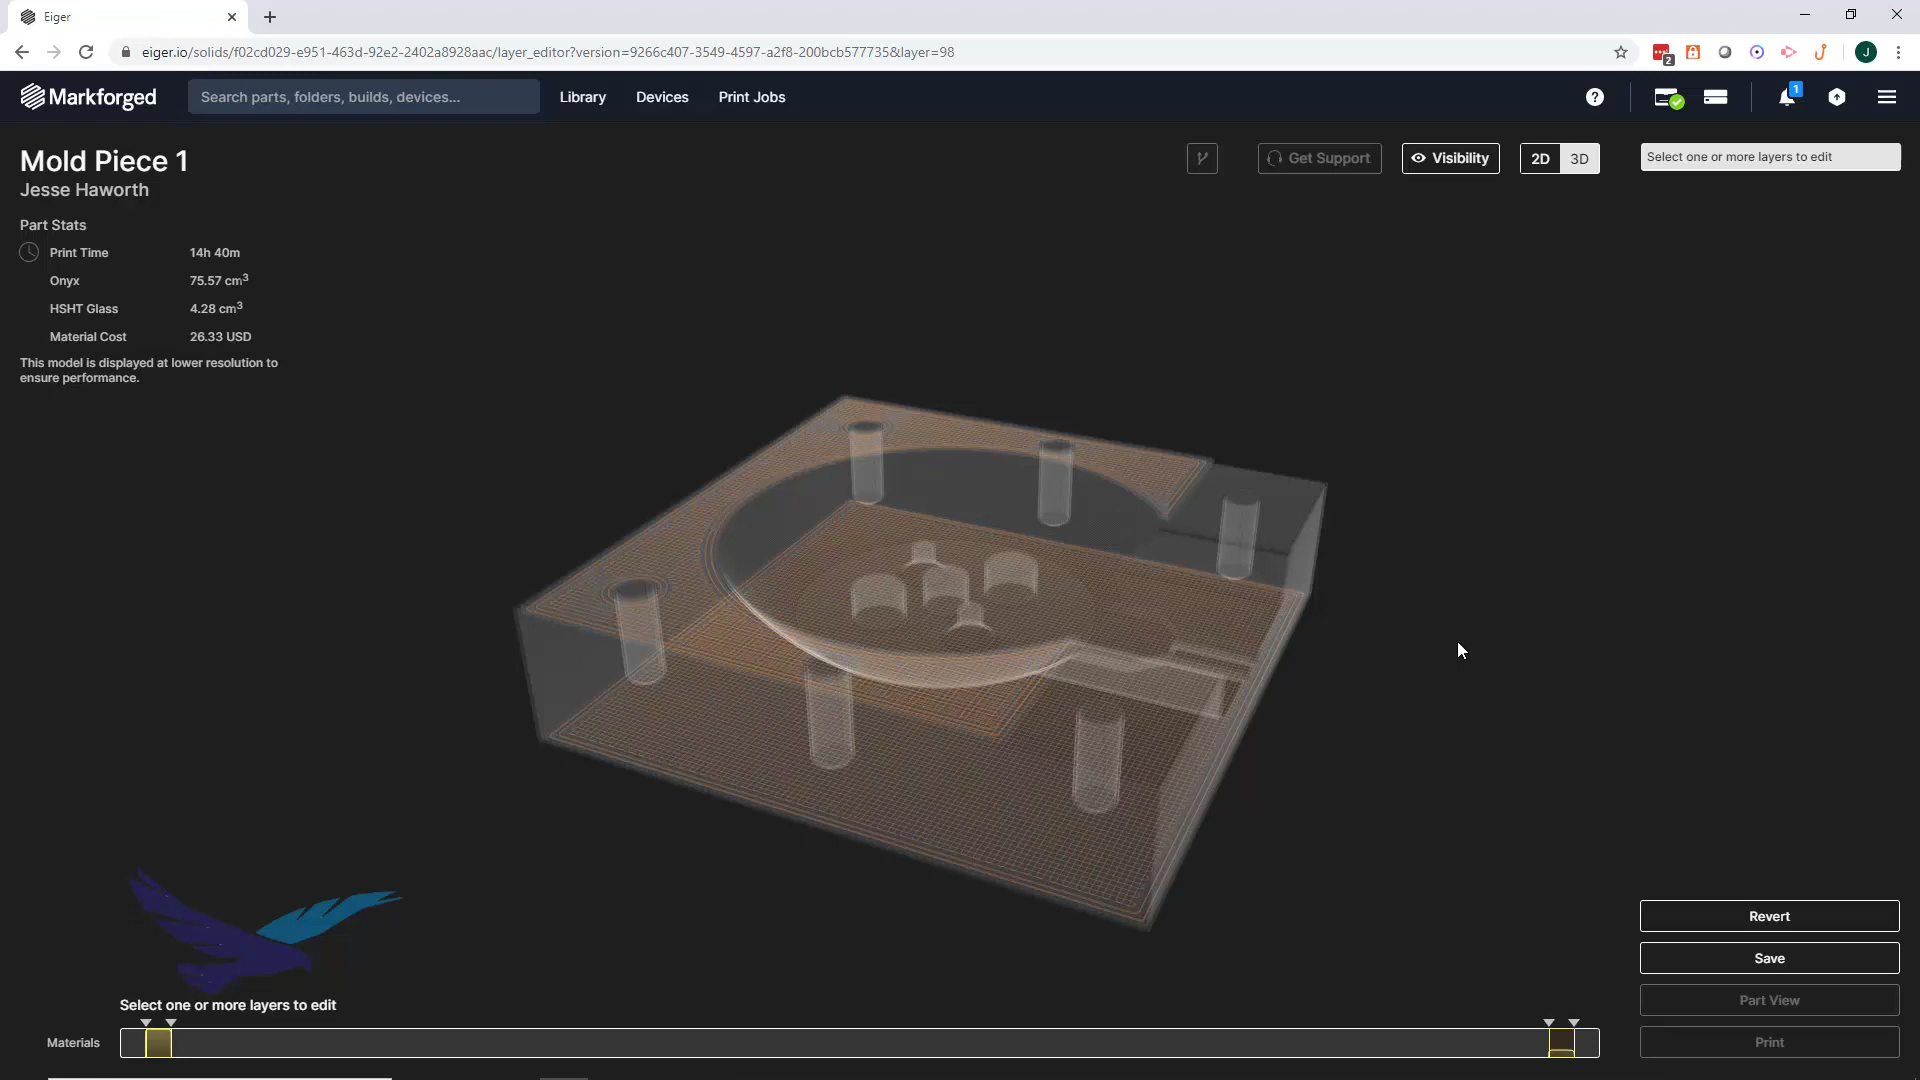 Eiger
eiger.io/solids/f02cd029-e951-463d-92e2-2402a8928aac/layer_editor?version=9266c407-3549-4597-a2f8-200bcb577735&layer=98
2
J
Markforged
Search parts, folders, builds, devices...
Library
Devices
Print Jobs
?
1
Mold Piece 1
Jesse Haworth
Get Support
Visibility
2D
3D
Select one or more layers to edit
Part Stats
Print Time 14h 40m
Onyx 75.57 cm³
HSHT Glass 4.28 cm³
Material Cost 26.33 USD
This model is displayed at lower resolution to
ensure performance.
Revert
Save
Part View
Print
Select one or more layers to edit
Materials